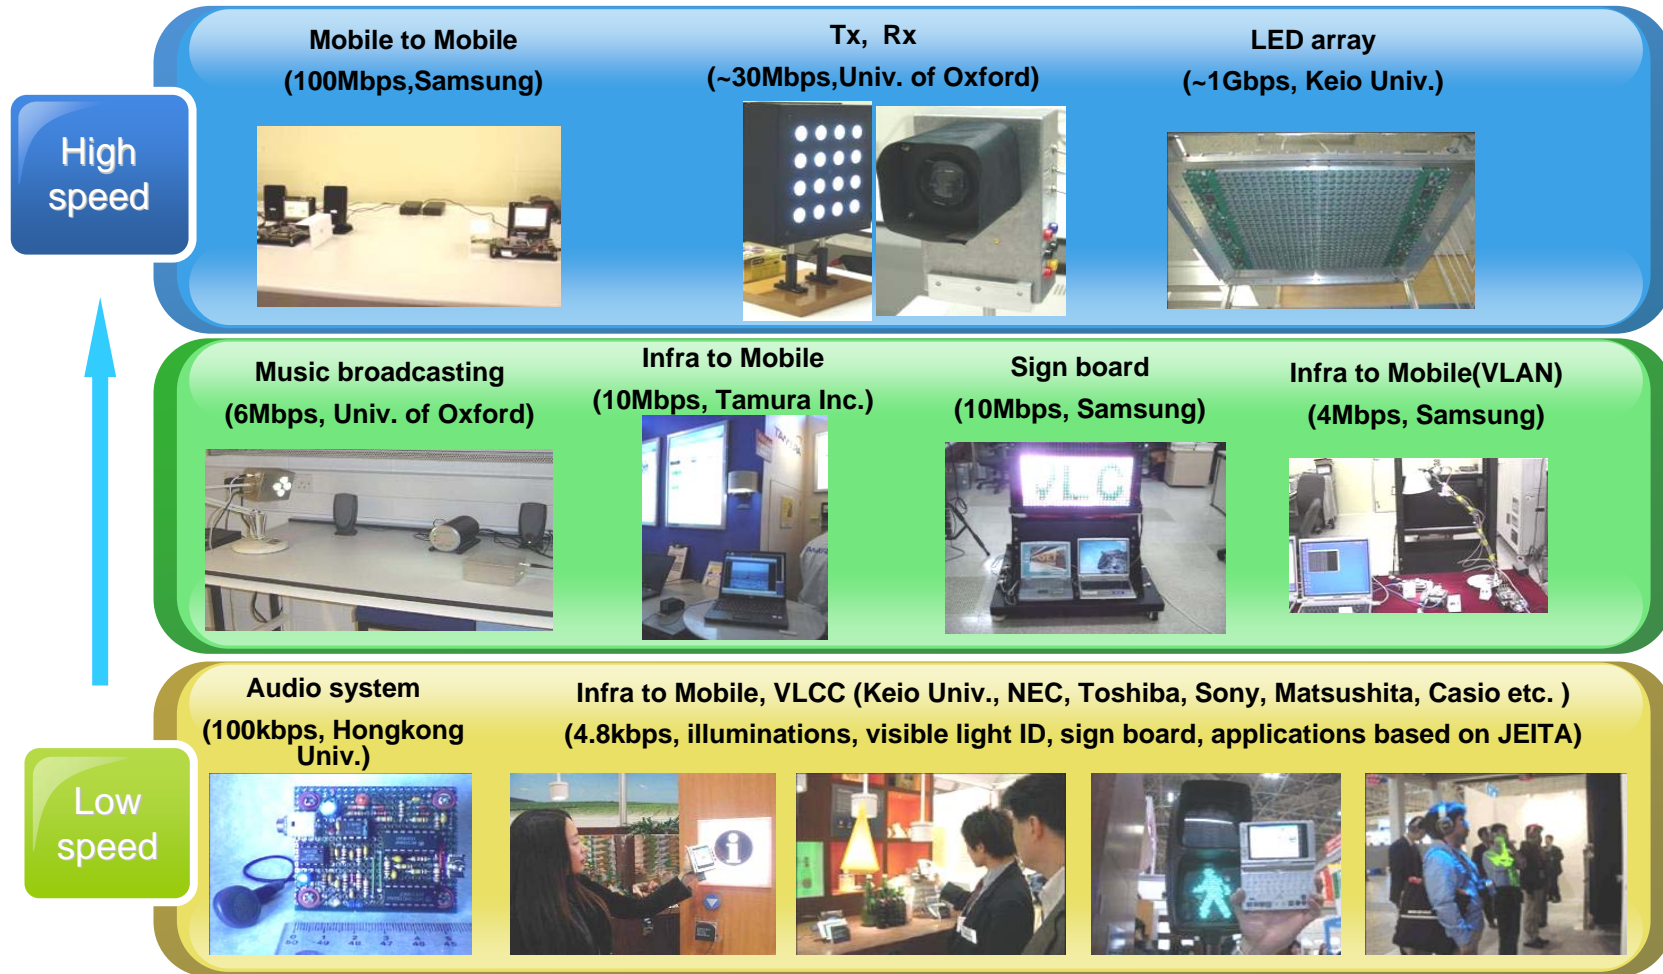 Mobile to Mobile
(100Mbps,Samsung)
Tx, Rx
(~30Mbps,Univ. of Oxford)
LED array
(~1Gbps, Keio Univ.)
High
speed
Music broadcasting
(6Mbps, Univ. of Oxford)
Infra to Mobile
(10Mbps, Tamura Inc.)
Sign board
(10Mbps, Samsung)
Infra to Mobile(VLAN)
(4Mbps, Samsung)
VLC
Low
speed
Audio system
(100kbps, Hongkong
Univ.)
Infra to Mobile, VLCC (Keio Univ., NEC, Toshiba, Sony, Matsushita, Casio etc. )
(4.8kbps, illuminations, visible light ID, sign board, applications based on JEITA)
i